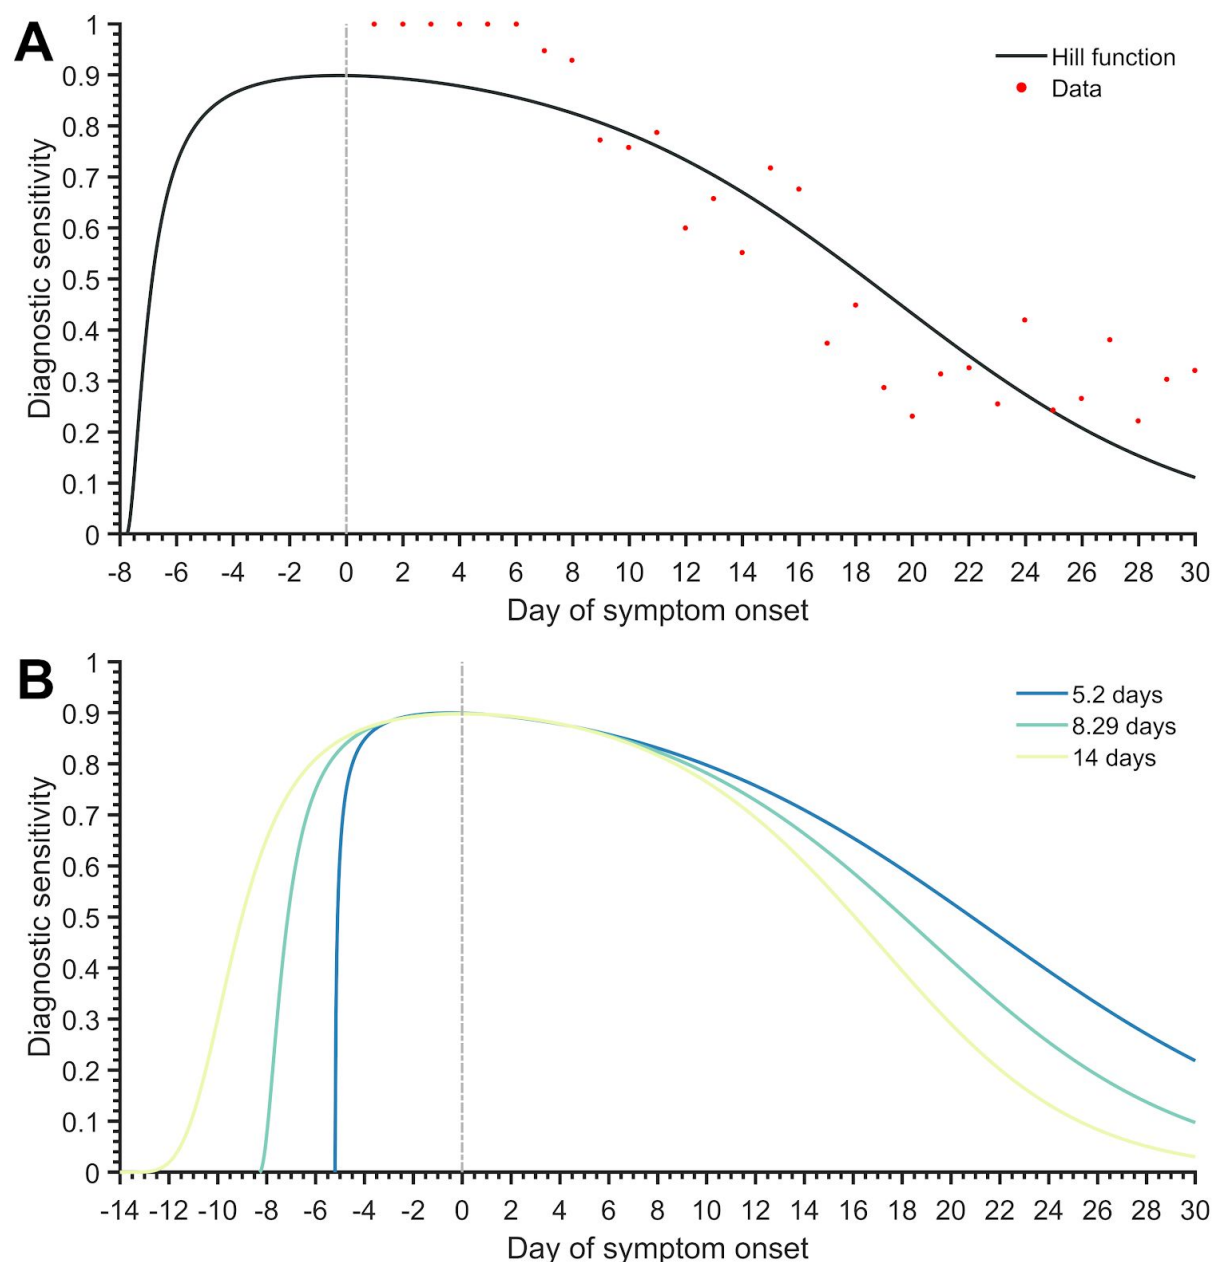 A
1
0.9
0.8
0.7
0.6
0.5
0.4
0.3
0.2
0.1
0
Diagnostic sensitivity
Hill function
Data
-8 -6 -4 -2 0 2 4 6 8 10 12 14 16 18 20 22 24 26 28 30
Day of symptom onset
B
1
0.9
0.8
0.7
0.6
0.5
0.4
0.3
0.2
0.1
0
Diagnostic sensitivity
5.2 days
8.29 days
14 days
-14 -12 -10 -8 -6 -4 -2 0 2 4 6 8 10 12 14 16 18 20 22 24 26 28 30
Day of symptom onset